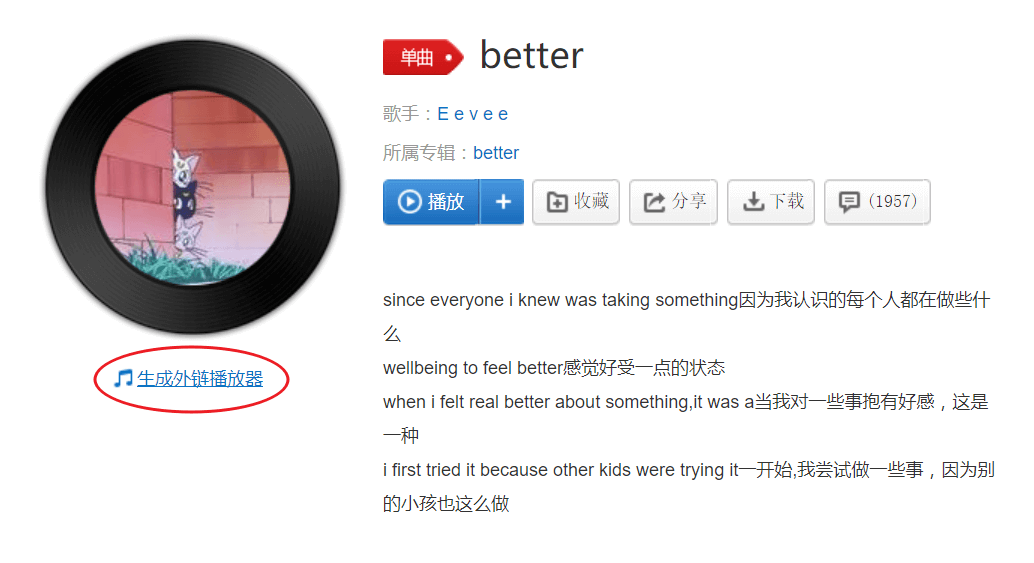 单曲 better
歌手：E e v e e
所属专辑：better
播放 + 收藏 分享 下载 (1957)
生成外链播放器
since everyone i knew was taking something因为我认识的每个人都在做些什
么
wellbeing to feel better感觉好受一点的状态
when i felt real better about something,it was a当我对一些事抱有好感，这是
一种
i first tried it because other kids were trying it一开始,我尝试做一些事，因为别
的小孩也这么做